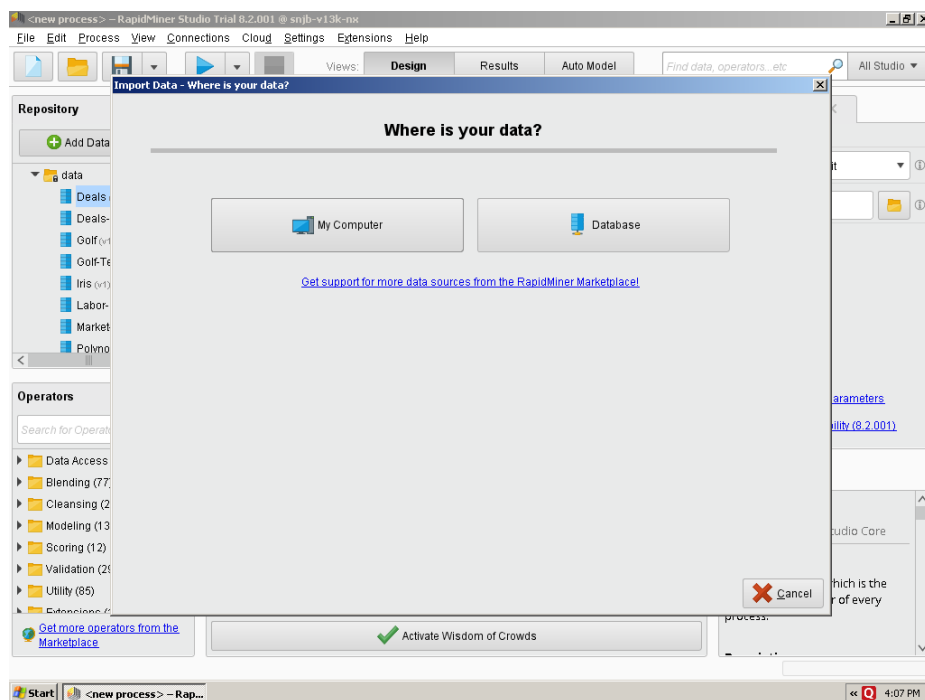 <new process> – RapidMiner Studio Trial 8.2.001 @ snjb-v13k-nx
File Edit Process View Connections Cloud Settings Extensions Help
Views: Design Results Auto Model Find data, operators...etc All Studio
Import Data - Where is your data?
Repository
Where is your data?
Add Data
data
Deals
My Computer
Database
Deals-
Golf (v1
Golf-Te
Get support for more data sources from the RapidMiner Marketplace!
Iris (v1)
Labor-
Market
Polyno
Operators
arameters
Search for Operat
ility (8.2.001)
Data Access
Blending (77)
Cleansing (2
Modeling (13
tudio Core
Scoring (12)
Validation (29
Utility (85)
Cancel
hich is the
r of every
process.
Extensions
Get more operators from the
Marketplace
Activate Wisdom of Crowds
Start <new process> – Rap... 4:07 PM